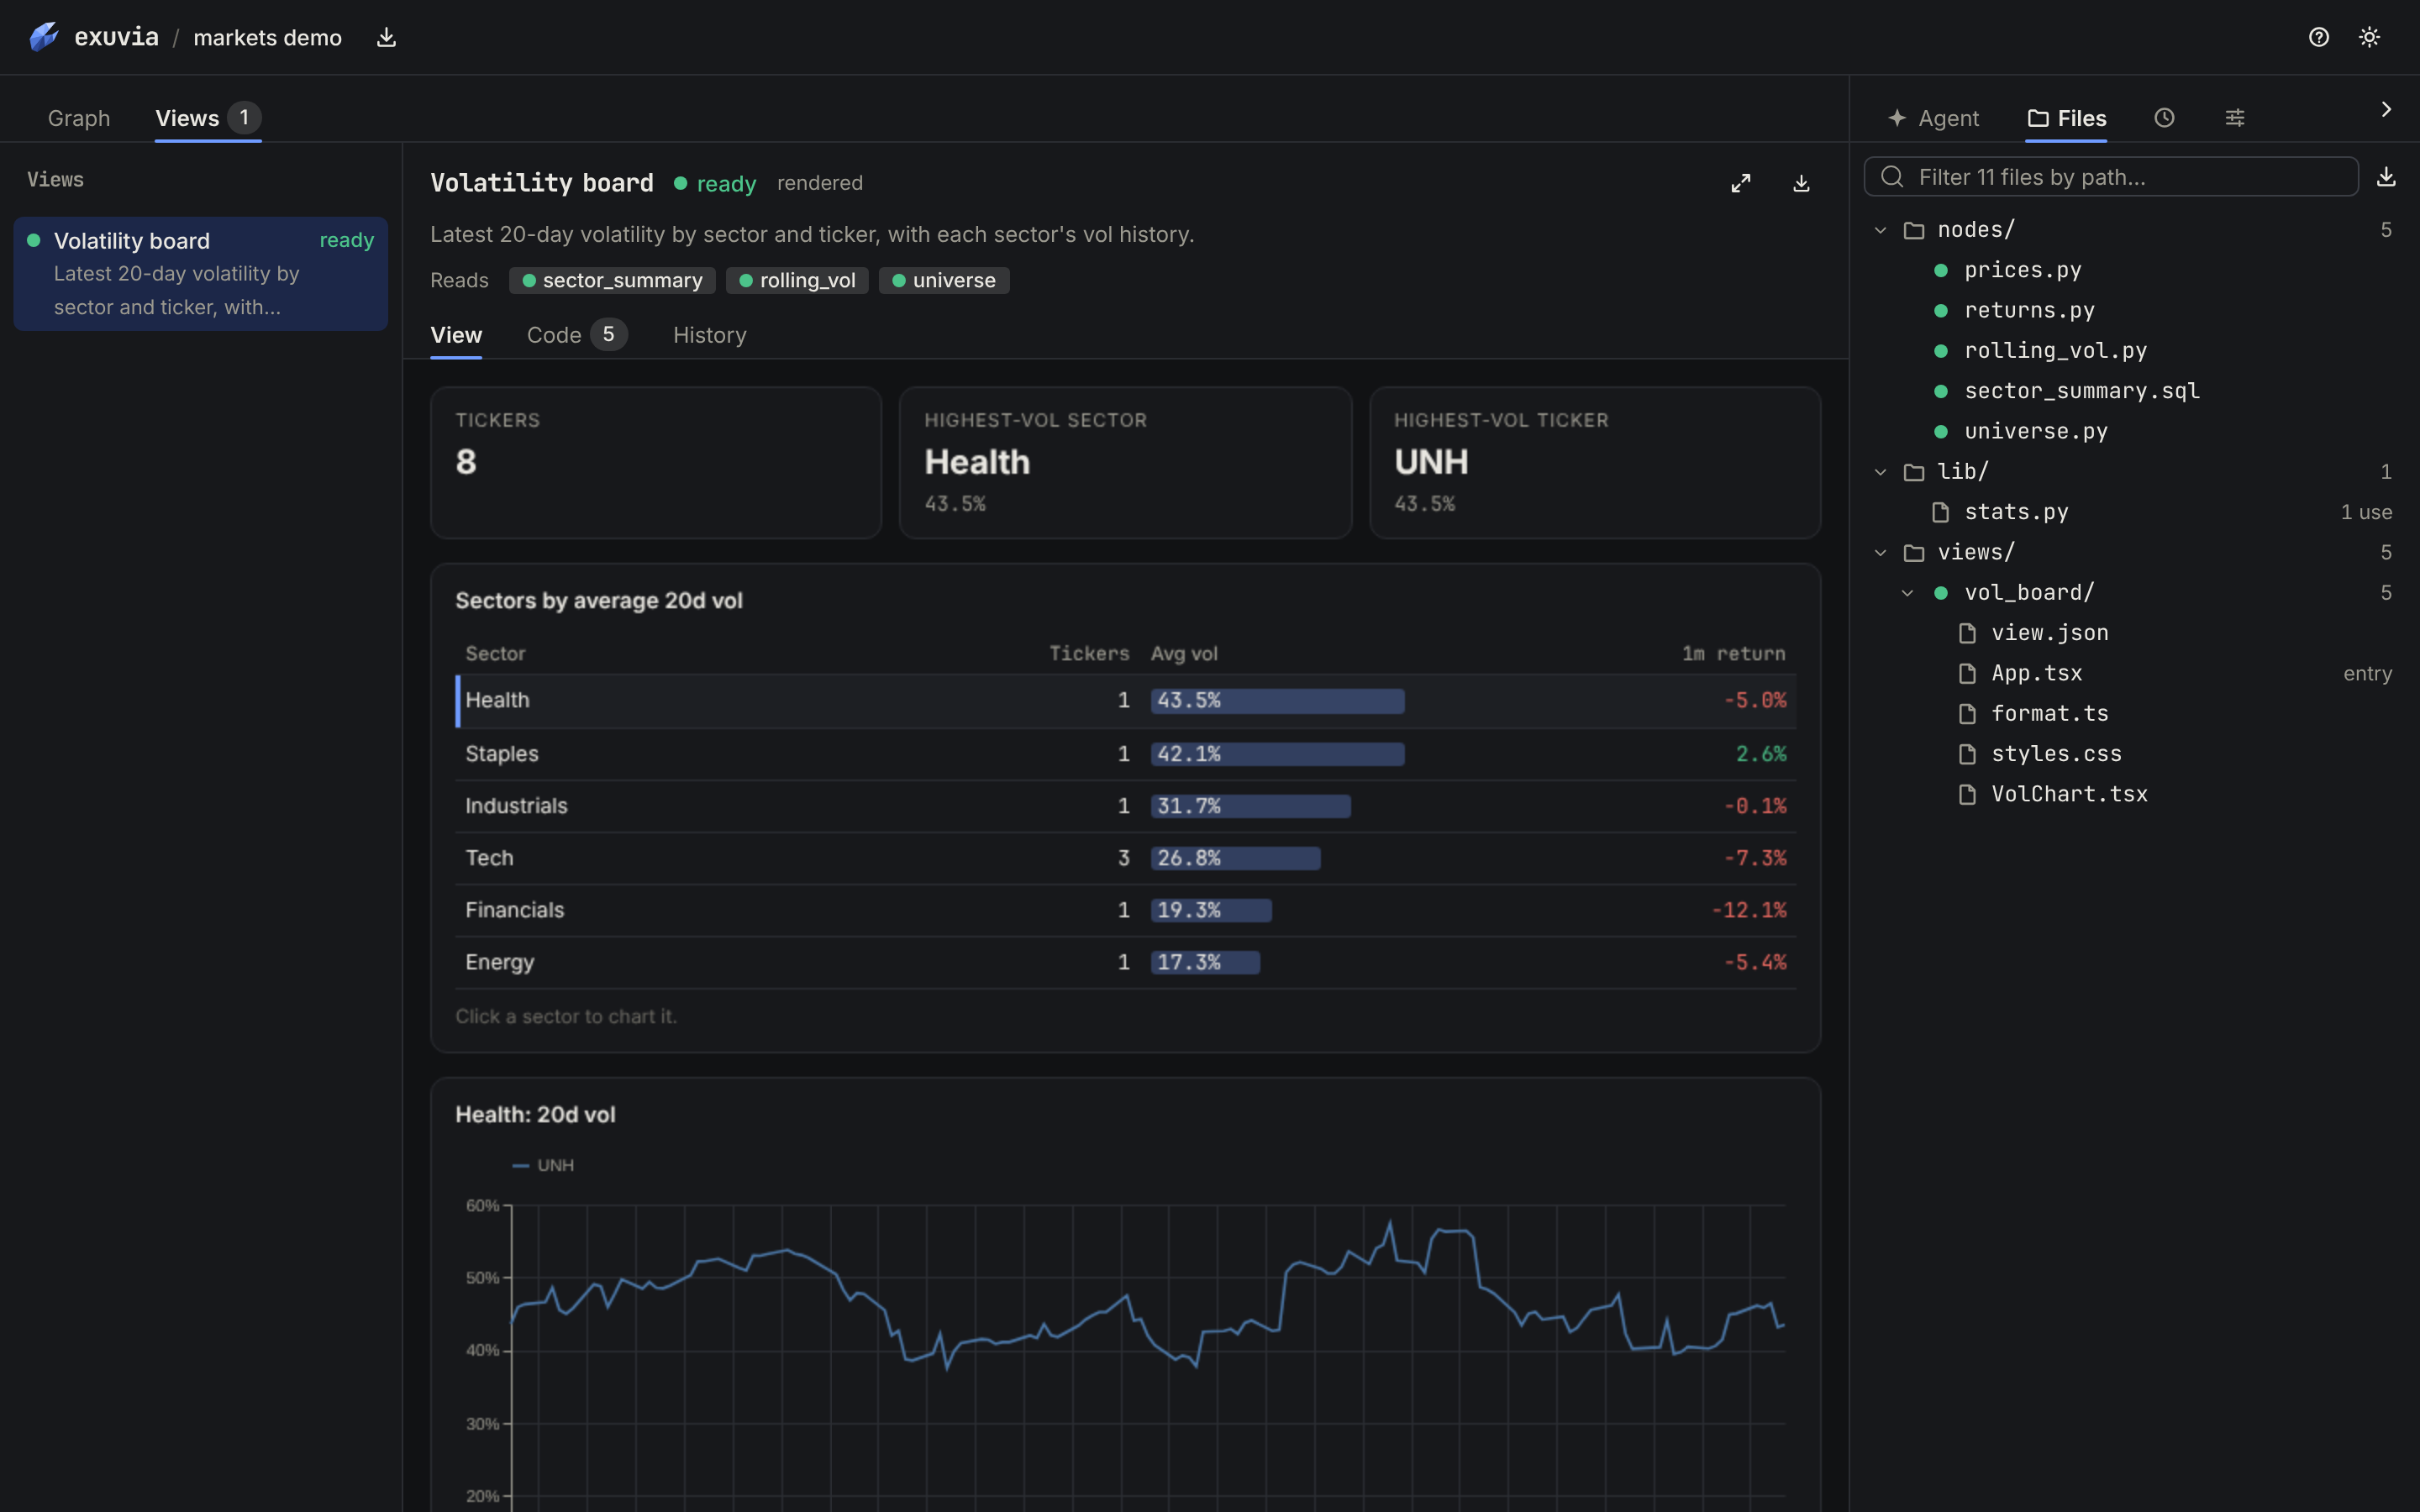 exuvia / markets demo
Graph
Views 1
Agent
Files
Views
Volatility board
ready
Latest 20-day volatility by
sector and ticker, with...
Volatility board
ready
rendered
Latest 20-day volatility by sector and ticker, with each sector's vol history.
Reads sector_summary rolling_vol universe
View
Code 5
History
TICKERS
8
HIGHEST-VOL SECTOR
Health
43.5%
HIGHEST-VOL TICKER
UNH
43.5%
Sectors by average 20d vol
Sector Tickers Avg vol 1m return
Health 1 43.5% -5.0%
Staples 1 42.1% 2.6%
Industrials 1 31.7% -0.1%
Tech 3 26.8% -7.3%
Financials 1 19.3% -12.1%
Energy 1 17.3% -5.4%
Click a sector to chart it.
Health: 20d vol
UNH
60%
50%
40%
30%
20%
Filter 11 files by path...
nodes/ 5
prices.py
returns.py
rolling_vol.py
sector_summary.sql
universe.py
lib/ 1
stats.py 1 use
views/ 5
vol_board/ 5
view.json
App.tsx entry
format.ts
styles.css
VolChart.tsx